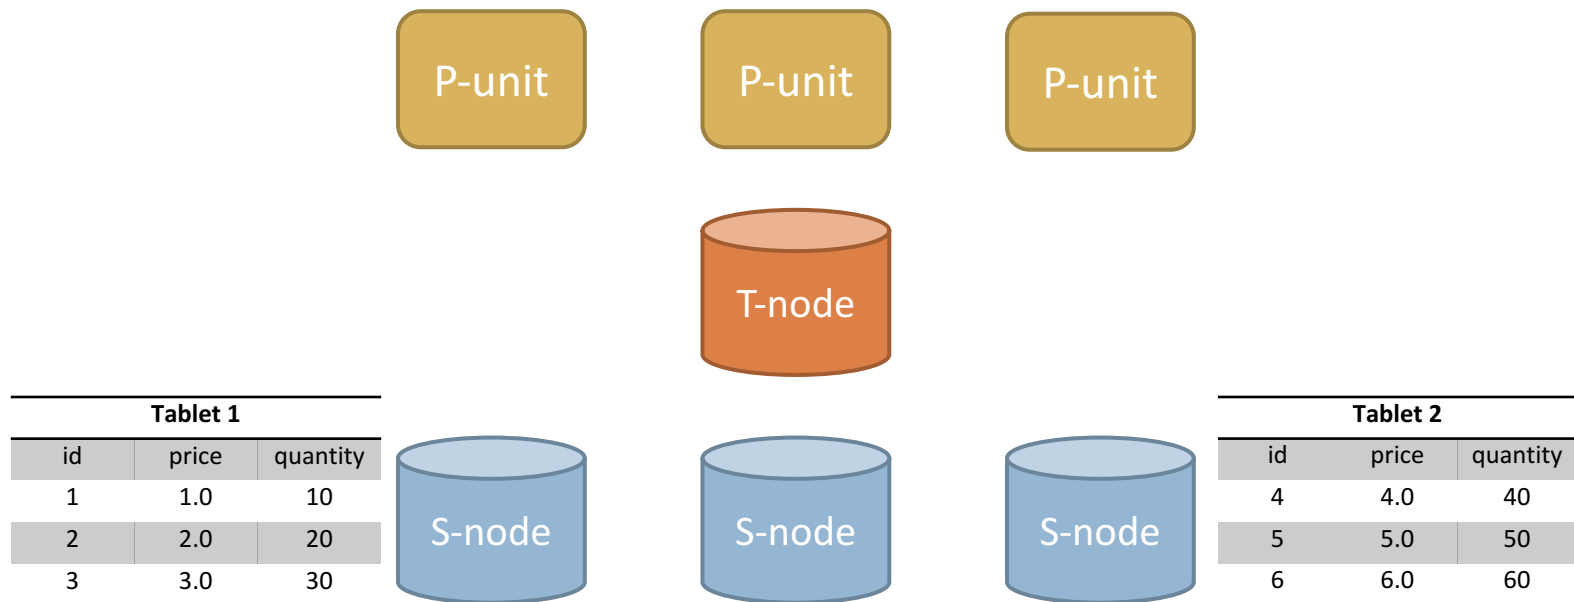 P-unit P-unit P-unit
T-node
Tablet 1
id price quantity
1 1.0 10
2 2.0 20
3 3.0 30
S-node S-node S-node
Tablet 2
id price quantity
4 4.0 40
5 5.0 50
6 6.0 60